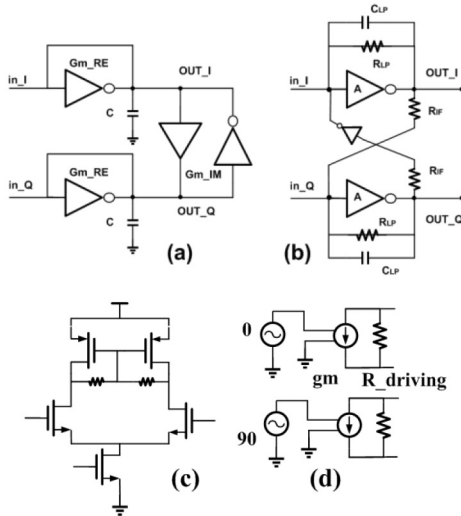 Gm_RE
in_I
OUT_I
C
Gm_RE
Gm_IM
in_Q
C
OUT_Q
(a)
CLP
RLP
in_I
A
OUT_I
RIF
RIF
in_Q
A
OUT_Q
RLP
CLP
(b)
(c)
0
gm
R_driving
90
(d)